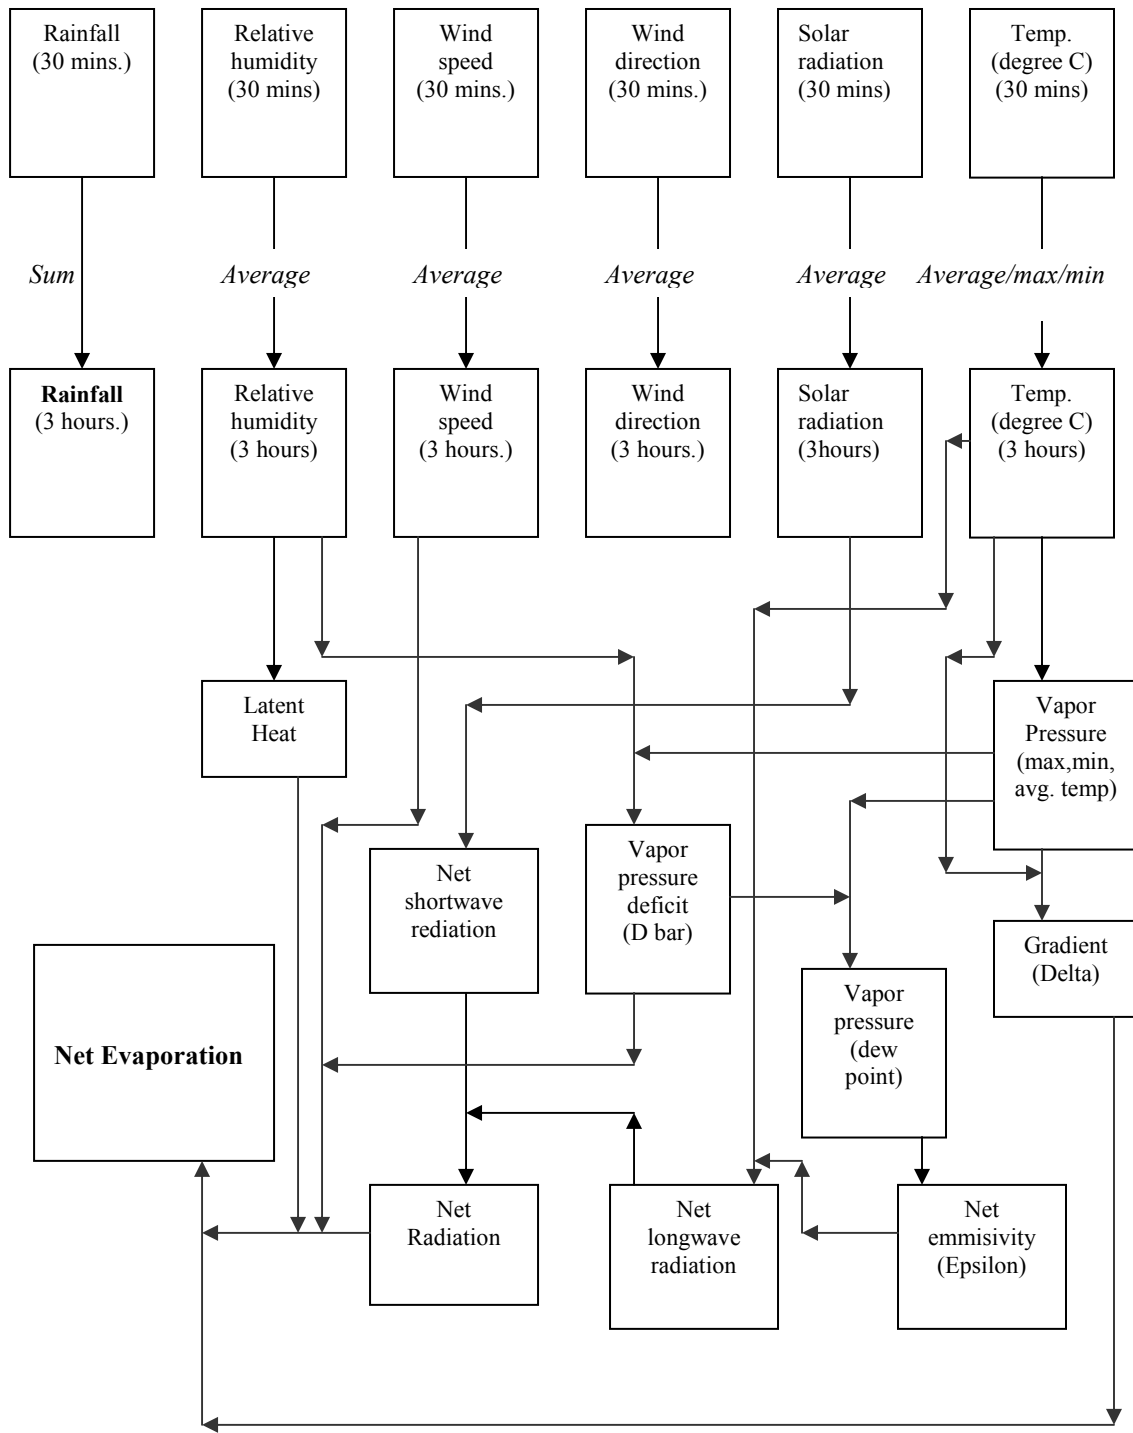 Rainfall
(30 mins.)
Relative
humidity
(30 mins)
Wind
speed
(30 mins.)
Wind
direction
(30 mins.)
Solar
radiation
(30 mins)
Temp.
(degree C)
(30 mins)
Sum
Average
Average
Average
Average
Average/max/min
Rainfall
(3 hours.)
Relative
humidity
(3 hours)
Wind
speed
(3 hours.)
Wind
direction
(3 hours.)
Solar
radiation
(3hours)
Temp.
(degree C)
(3 hours)
Latent
Heat
Vapor
Pressure
(max,min,
avg. temp)
Net
shortwave
rediation
Vapor
pressure
deficit
(D bar)
Gradient
(Delta)
Net Evaporation
Vapor
pressure
(dew
point)
Net
Radiation
Net
longwave
radiation
Net
emmisivity
(Epsilon)